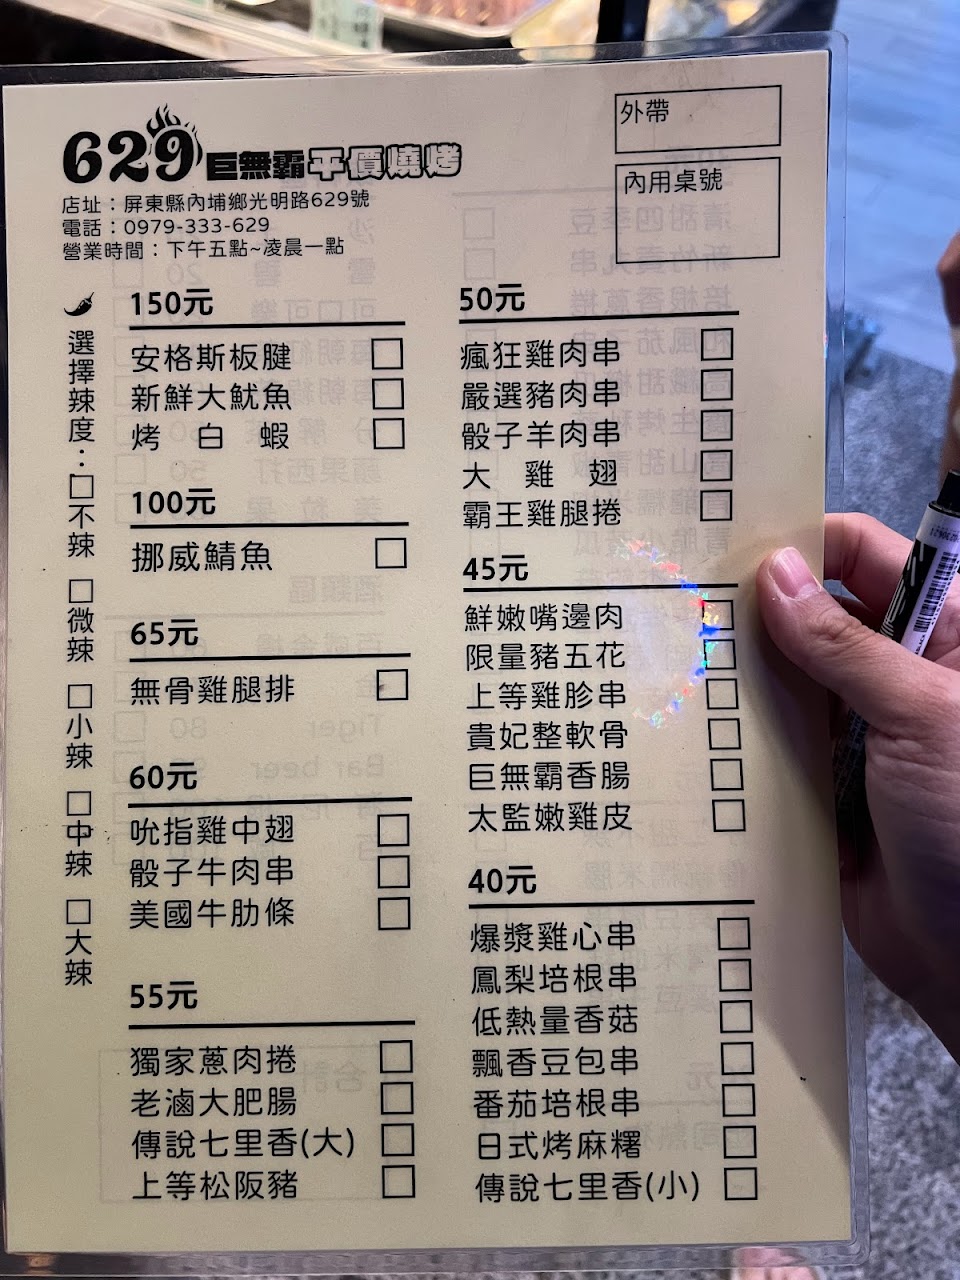 629巨無霸平價燒烤
店址：屏東縣內埔鄉光明路629號
電話：0979-333-629
營業時間：下午五點~凌晨一點
外帶
內用桌號
選擇辣度：□不辣 □微辣 □小辣 □中辣 □大辣
150元
安格斯板腱 □
新鮮大魷魚 □
烤白蝦 □
100元
挪威鯖魚 □
65元
無骨雞腿排 □
60元
吮指雞中翅 □
骰子牛肉串 □
美國牛肋條 □
55元
獨家蔥肉捲 □
老滷大肥腸 □
傳說七里香(大) □
上等松阪豬 □
50元
瘋狂雞肉串 □
嚴選豬肉串 □
骰子羊肉串 □
大雞翅 □
霸王雞腿捲 □
45元
鮮嫩嘴邊肉 □
限量豬五花 □
上等雞胗串 □
貴妃整軟骨 □
巨無霸香腸 □
太監嫩雞皮 □
40元
爆漿雞心串 □
鳳梨培根串 □
低熱量香菇 □
飄香豆包串 □
番茄培根串 □
日式烤麻糬 □
傳說七里香(小) □